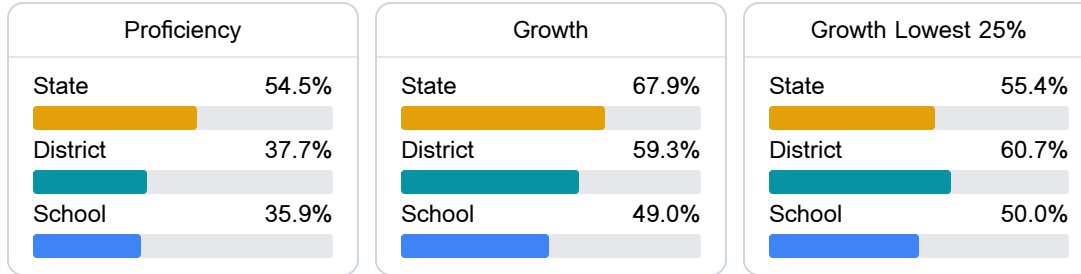 Proficiency
State 54.5%
District 37.7%
School 35.9%
Growth
State 67.9%
District 59.3%
School 49.0%
Growth Lowest 25%
State 55.4%
District 60.7%
School 50.0%